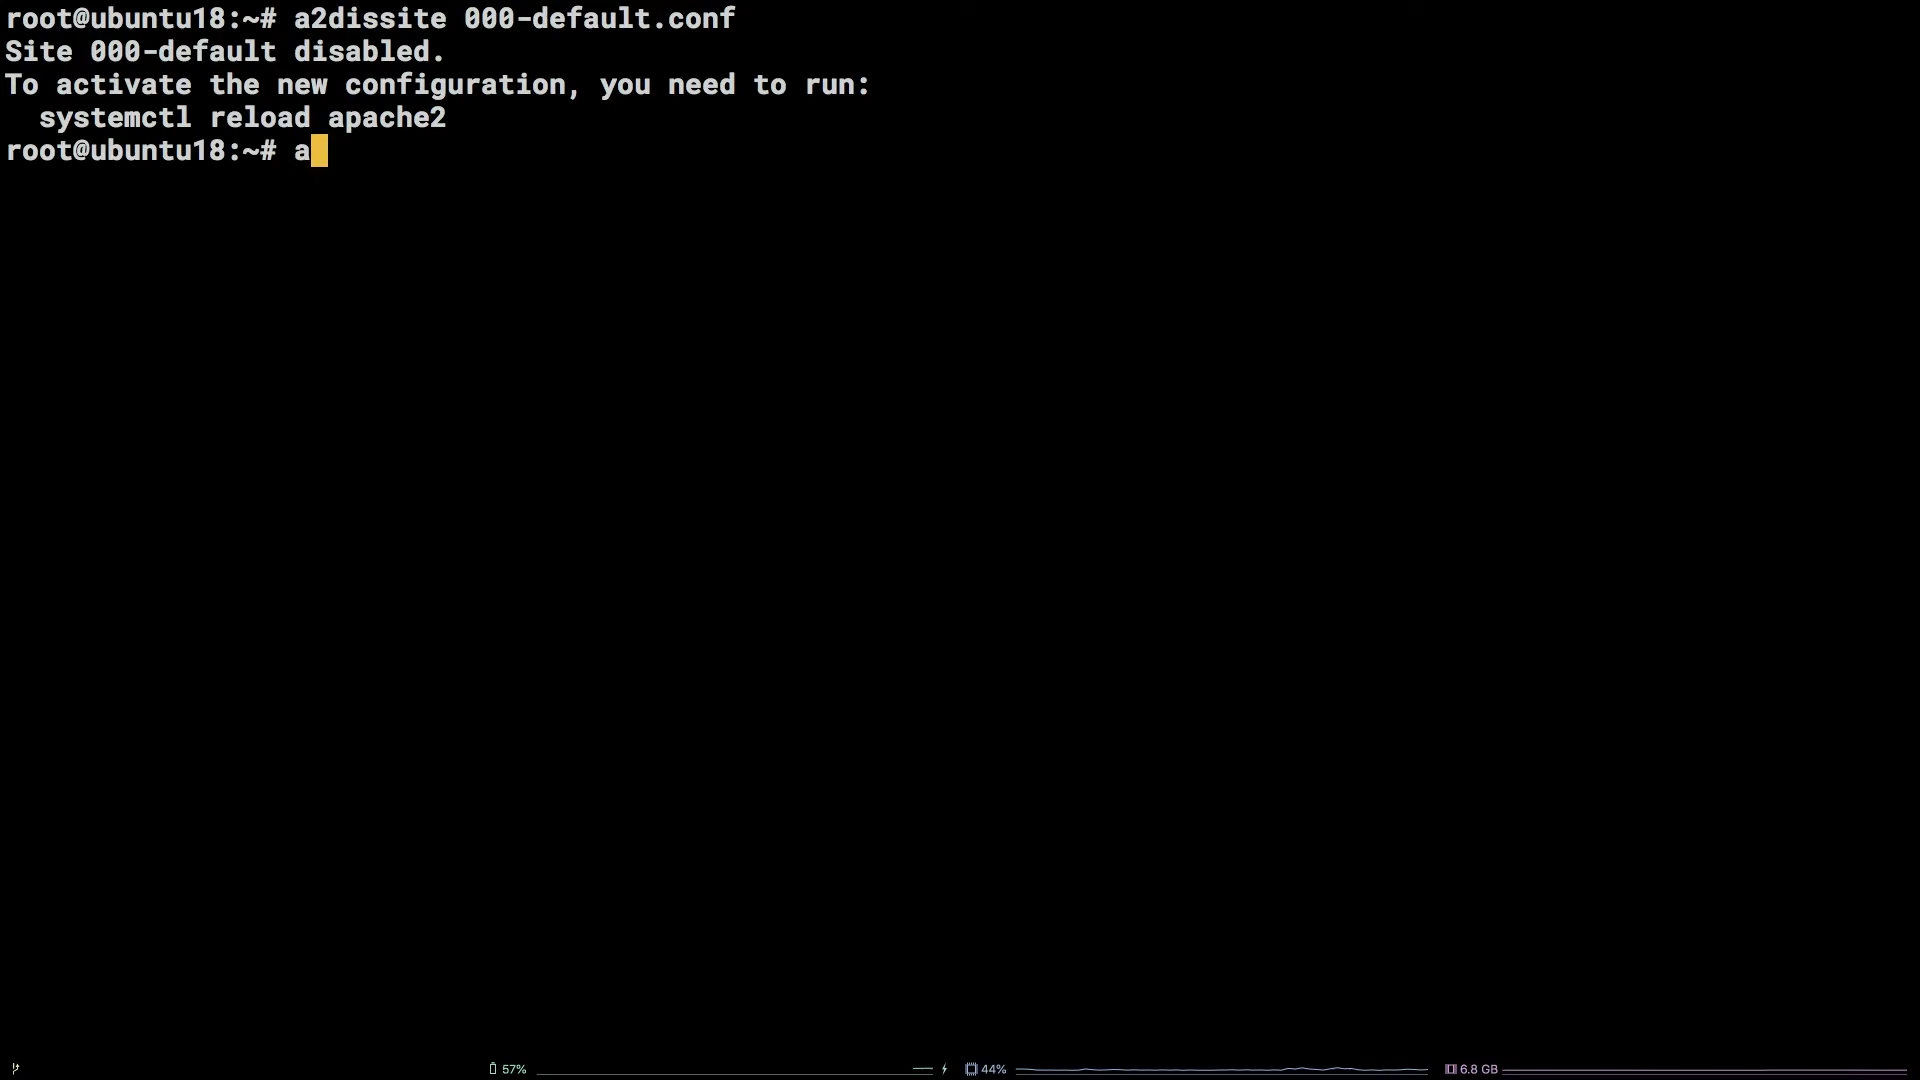 root@ubuntu18:~# a2dissite 000-default.conf
Site 000-default disabled.
To activate the new configuration, you need to run:
  systemctl reload apache2
root@ubuntu18:~# a
57% 44% 6.8 GB